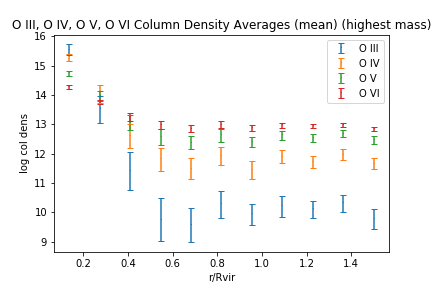 O III, O IV, O V, O VI Column Density Averages (mean) (highest mass)
16
15
14
13
12
11
10
9
log col dens
O III
O IV
O V
O VI
0.2 0.4 0.6 0.8 1.0 1.2 1.4
r/Rvir